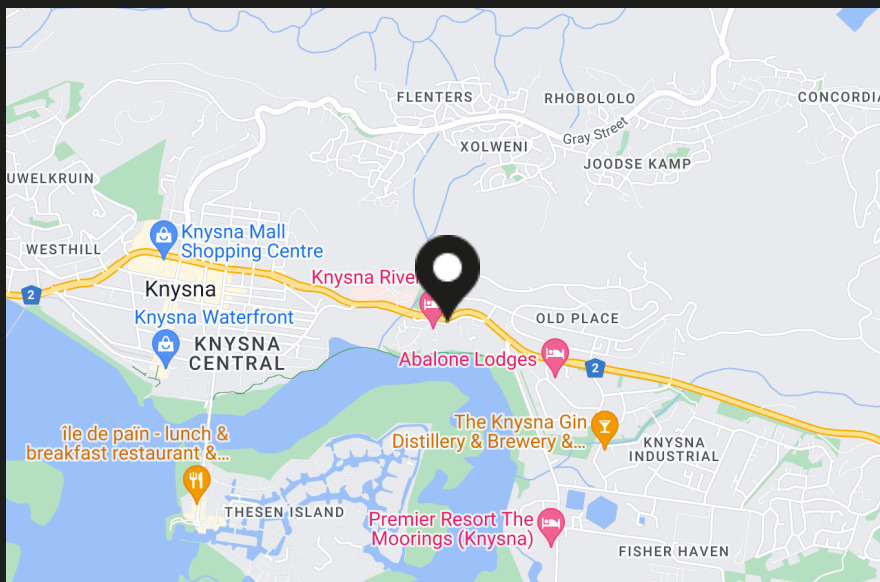 FLENTERS
RHOBOLOLO
CONCORDIA
Gray Street
XOLWENI
JOODSE KAMP
UWELKRUIN
Knysna Mall
Shopping Centre
WESTHILL
Knysna River
2
Knysna
Knysna Waterfront
OLD PLACE
KNYSNA
CENTRAL
Abalone Lodges
2
The Knysna Gin
Distillery & Brewery &...
île de païn - lunch &
breakfast restaurant &...
KNYSNA
INDUSTRIAL
THESEN ISLAND
Premier Resort The
Moorings (Knysna)
FISHER HAVEN